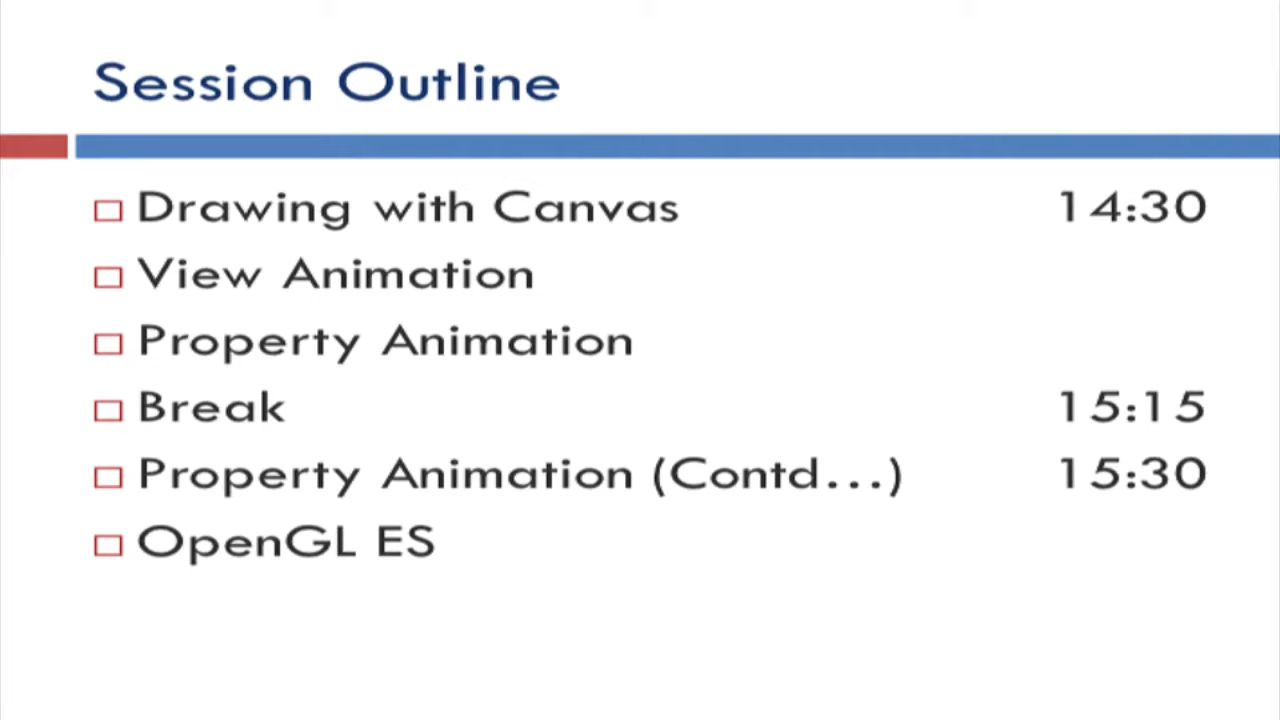 Session Outline
Drawing with Canvas 14:30
View Animation
Property Animation
Break 15:15
Property Animation (Contd...) 15:30
OpenGL ES